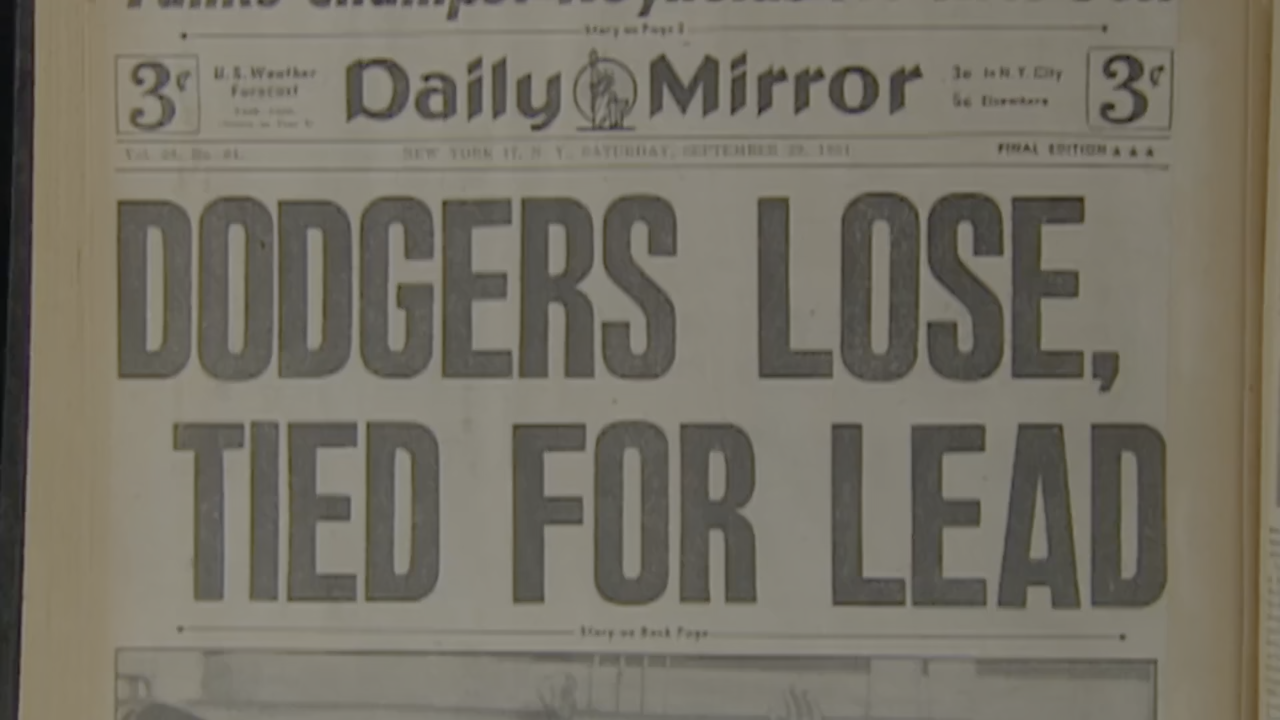 Story on Page 2
3¢ U.S. Weather Forecast Daily Mirror 3c In N.Y. City 5c Elsewhere 3¢
NEW YORK 17, N. Y., SATURDAY, SEPTEMBER 29, 1951 FINAL EDITION ★ ★ ★
DODGERS LOSE,
TIED FOR LEAD
Story on Back Page